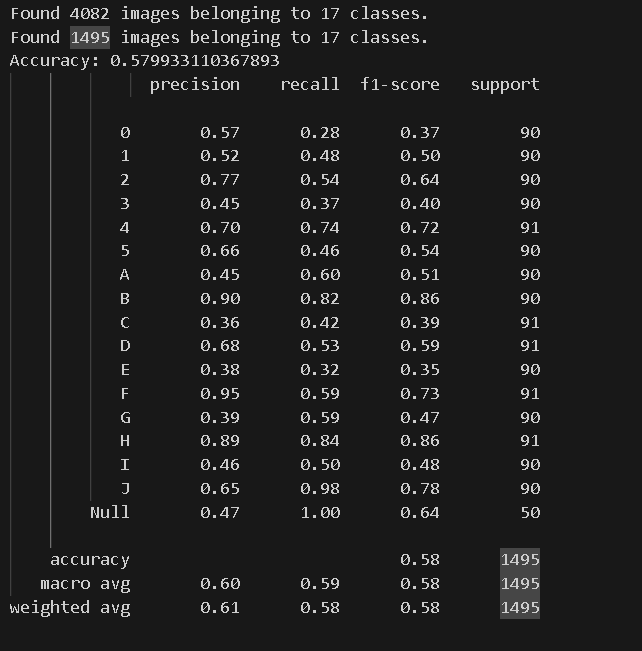 Found 4082 images belonging to 17 classes.
Found 1495 images belonging to 17 classes.
Accuracy: 0.579933110367893
precision recall f1-score support
0 0.57 0.28 0.37 90
1 0.52 0.48 0.50 90
2 0.77 0.54 0.64 90
3 0.45 0.37 0.40 90
4 0.70 0.74 0.72 91
5 0.66 0.46 0.54 90
A 0.45 0.60 0.51 90
B 0.90 0.82 0.86 90
C 0.36 0.42 0.39 91
D 0.68 0.53 0.59 91
E 0.38 0.32 0.35 90
F 0.95 0.59 0.73 91
G 0.39 0.59 0.47 90
H 0.89 0.84 0.86 91
I 0.46 0.50 0.48 90
J 0.65 0.98 0.78 90
Null 0.47 1.00 0.64 50
accuracy 0.58 1495
macro avg 0.60 0.59 0.58 1495
weighted avg 0.61 0.58 0.58 1495